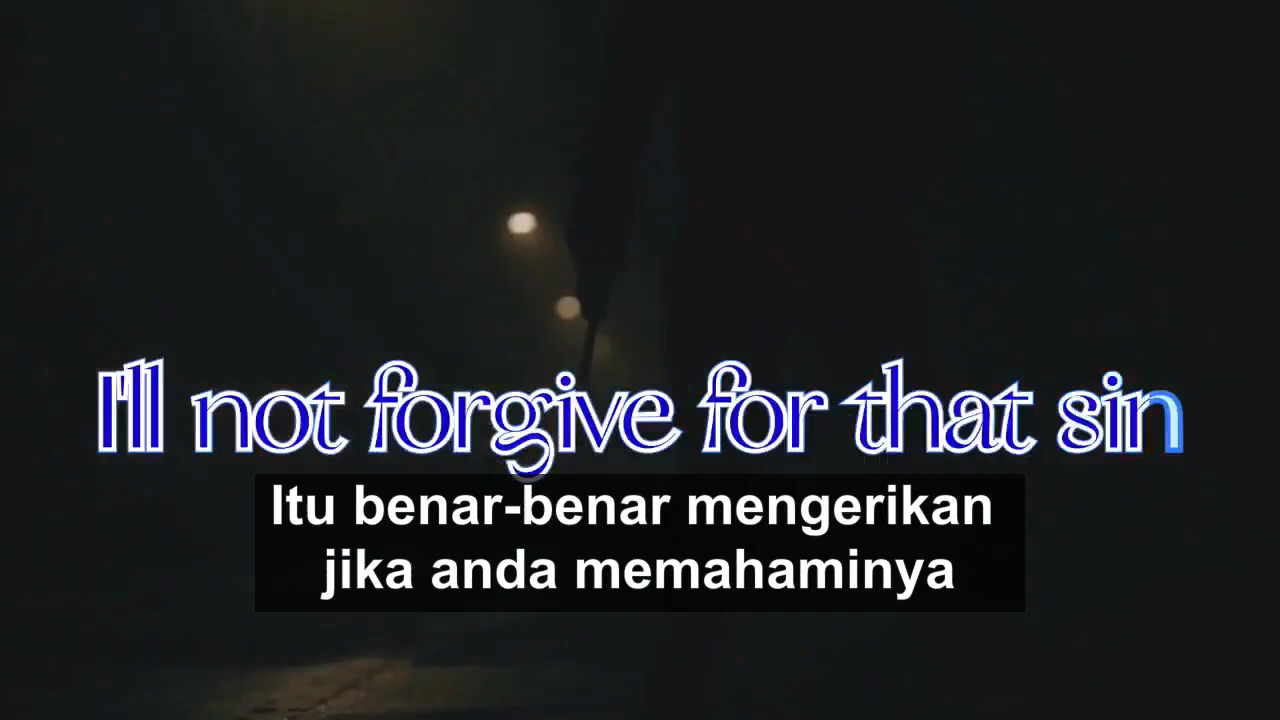 I'll not forgive for that sin
Itu benar-benar mengerikan
jika anda memahaminya